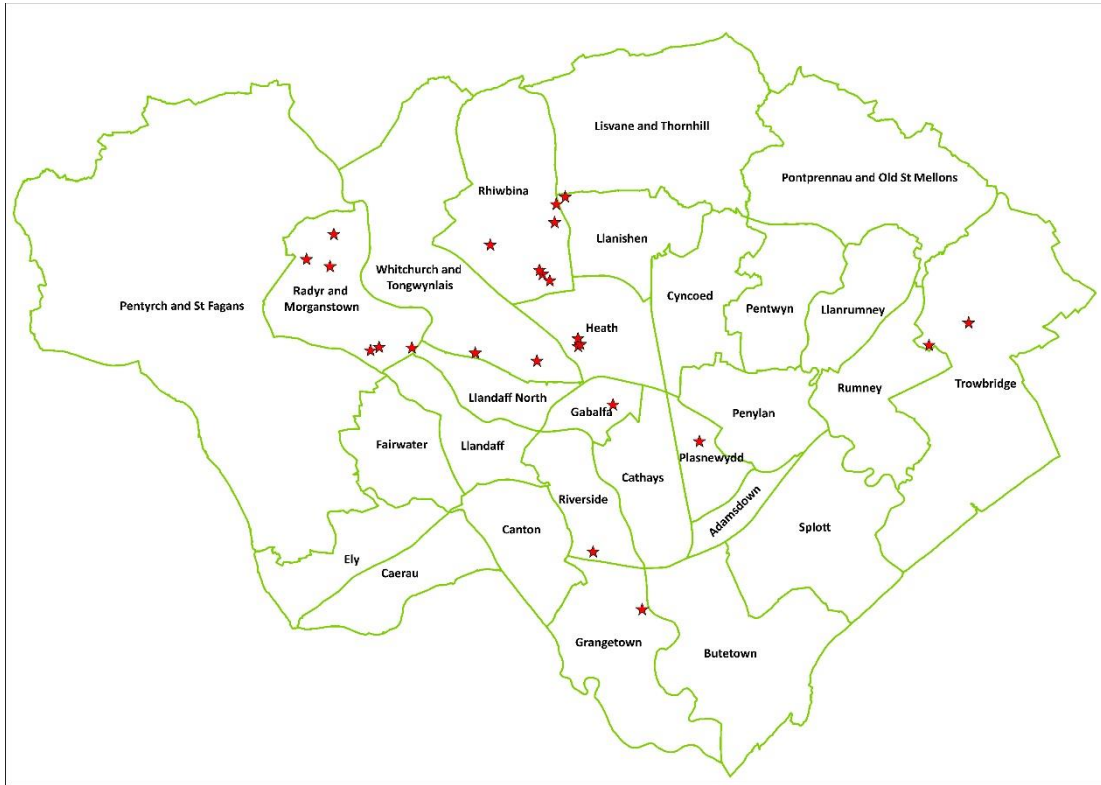 Lisvane and Thornhill
Pontprennau and Old St Mellons
Rhiwbina
Llanishen
Whitchurch and
Tongwynlais
Radyr and
Morganstown
Pentyrch and St Fagans
Cyncoed
Pentwyn
Llanrumney
Heath
Trowbridge
Rumney
Llandaff North
Gabalfa
Penylan
Fairwater
Llandaff
Plasnewydd
Cathays
Riverside
Adamsdown
Canton
Splott
Ely
Caerau
Grangetown
Butetown